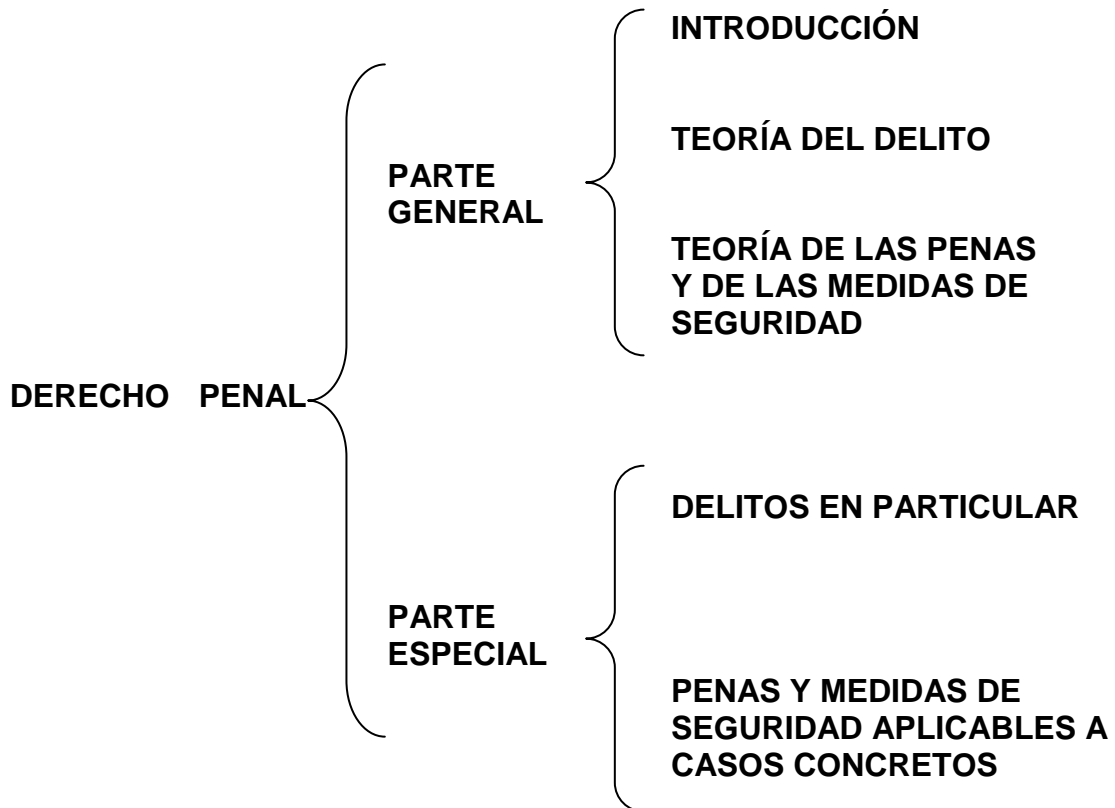 DERECHO PENAL
PARTE
GENERAL
INTRODUCCIÓN
TEORÍA DEL DELITO
TEORÍA DE LAS PENAS
Y DE LAS MEDIDAS DE
SEGURIDAD
PARTE
ESPECIAL
DELITOS EN PARTICULAR
PENAS Y MEDIDAS DE
SEGURIDAD APLICABLES A
CASOS CONCRETOS